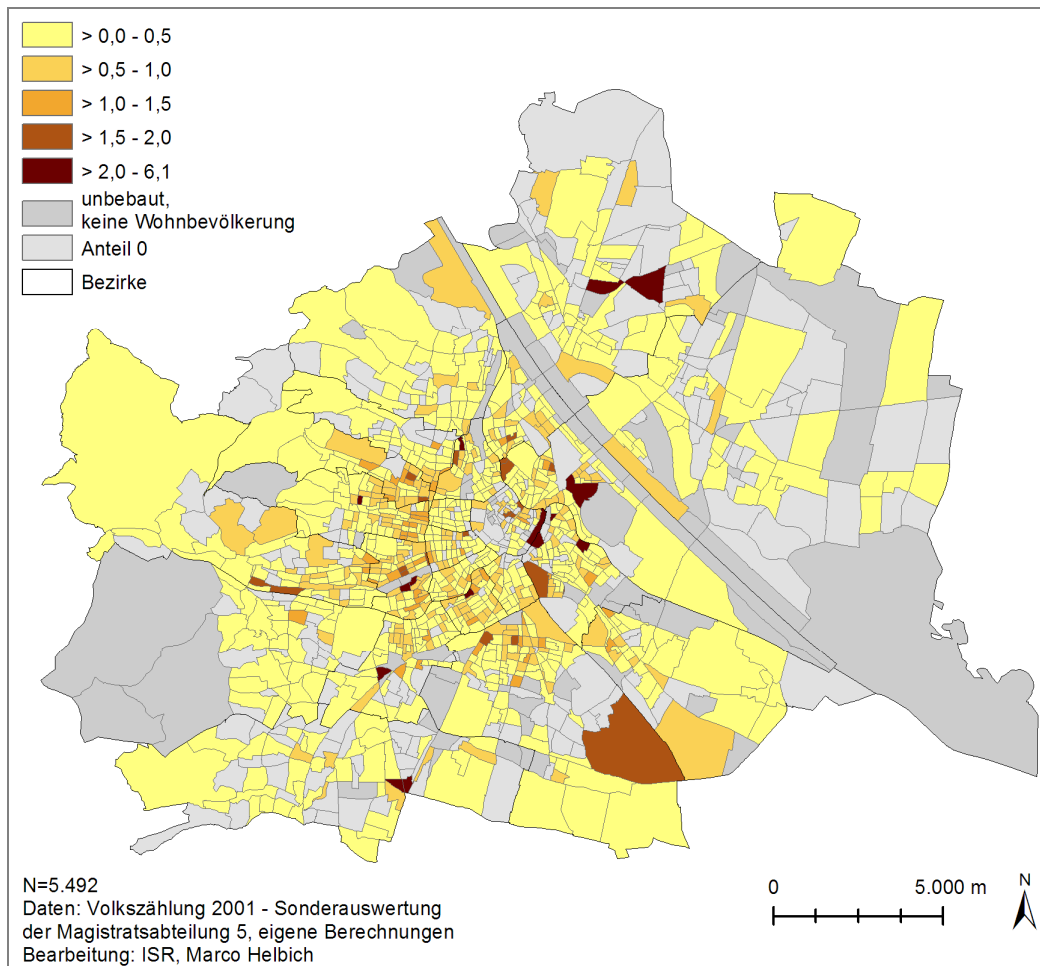 > 0,0 - 0,5
> 0,5 - 1,0
> 1,0 - 1,5
> 1,5 - 2,0
> 2,0 - 6,1
unbebaut,
keine Wohnbevölkerung
Anteil 0
Bezirke
N=5.492
Daten: Volkszählung 2001 - Sonderauswertung
der Magistratsabteilung 5, eigene Berechnungen
Bearbeitung: ISR, Marco Helbich
0 5.000 m
N